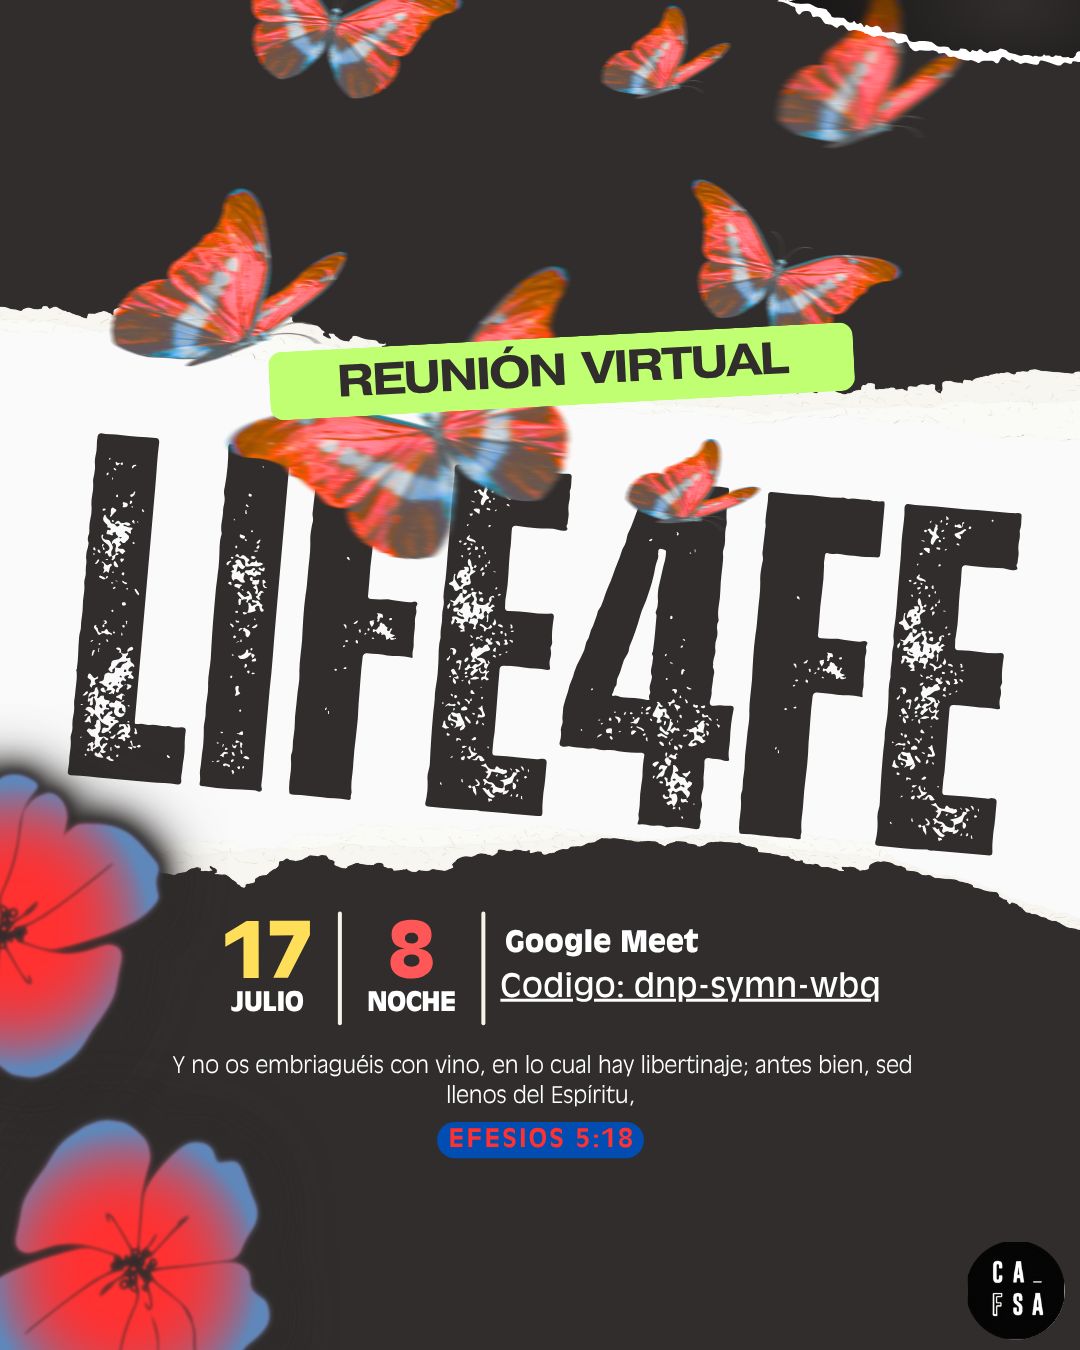 REUNIÓN VIRTUAL
LIFE4FE
17
JULIO
8
NOCHE
Google Meet
Codigo: dnp-symn-wbq
Y no os embriaguéis con vino, en lo cual hay libertinaje; antes bien, sed
llenos del Espíritu,
EFESIOS 5:18
CA_
FSA